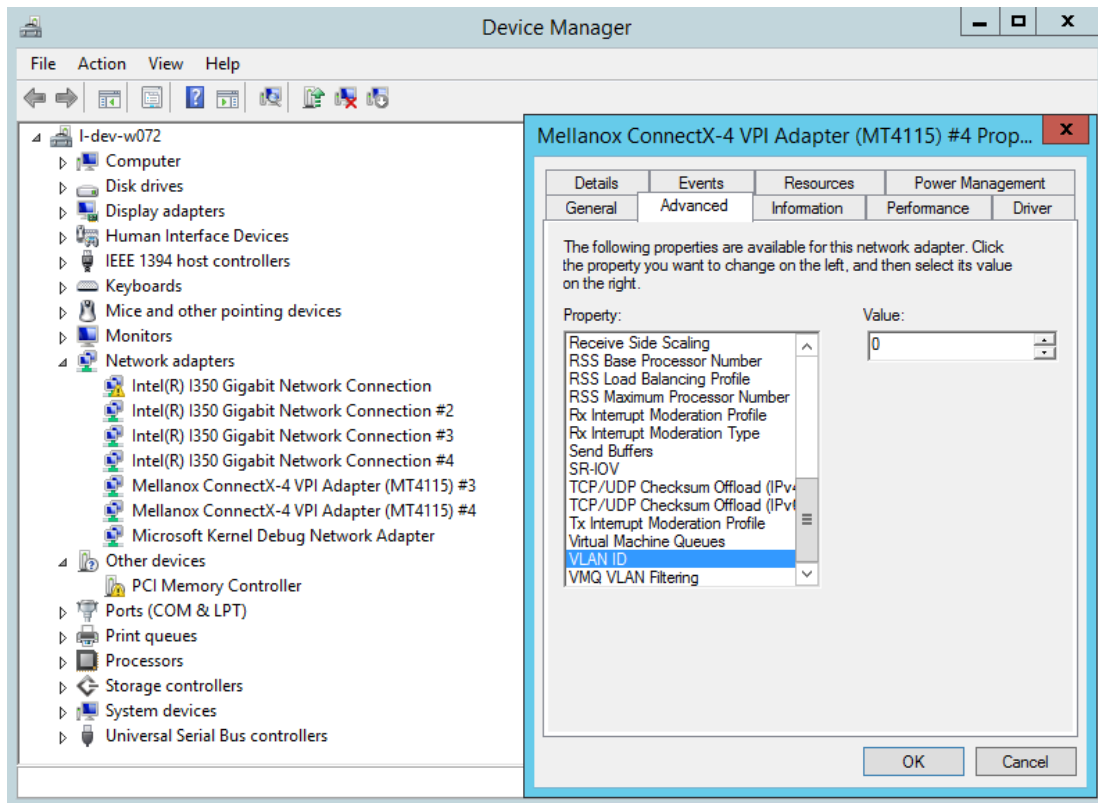 Device Manager
File Action View Help
l-dev-w072
Computer
Disk drives
Display adapters
Human Interface Devices
IEEE 1394 host controllers
Keyboards
Mice and other pointing devices
Monitors
Network adapters
Intel(R) I350 Gigabit Network Connection
Intel(R) I350 Gigabit Network Connection #2
Intel(R) I350 Gigabit Network Connection #3
Intel(R) I350 Gigabit Network Connection #4
Mellanox ConnectX-4 VPI Adapter (MT4115) #3
Mellanox ConnectX-4 VPI Adapter (MT4115) #4
Microsoft Kernel Debug Network Adapter
Other devices
PCI Memory Controller
Ports (COM & LPT)
Print queues
Processors
Storage controllers
System devices
Universal Serial Bus controllers
Mellanox ConnectX-4 VPI Adapter (MT4115) #4 Prop...
Details Events Resources Power Management
General Advanced Information Performance Driver
The following properties are available for this network adapter. Click
the property you want to change on the left, and then select its value
on the right.
Property:
Receive Side Scaling
RSS Base Processor Number
RSS Load Balancing Profile
RSS Maximum Processor Number
Rx Interrupt Moderation Profile
Rx Interrupt Moderation Type
Send Buffers
SR-IOV
TCP/UDP Checksum Offload (IPv4
TCP/UDP Checksum Offload (IPv6
Tx Interrupt Moderation Profile
Virtual Machine Queues
VLAN ID
VMQ VLAN Filtering
Value:
0
OK Cancel